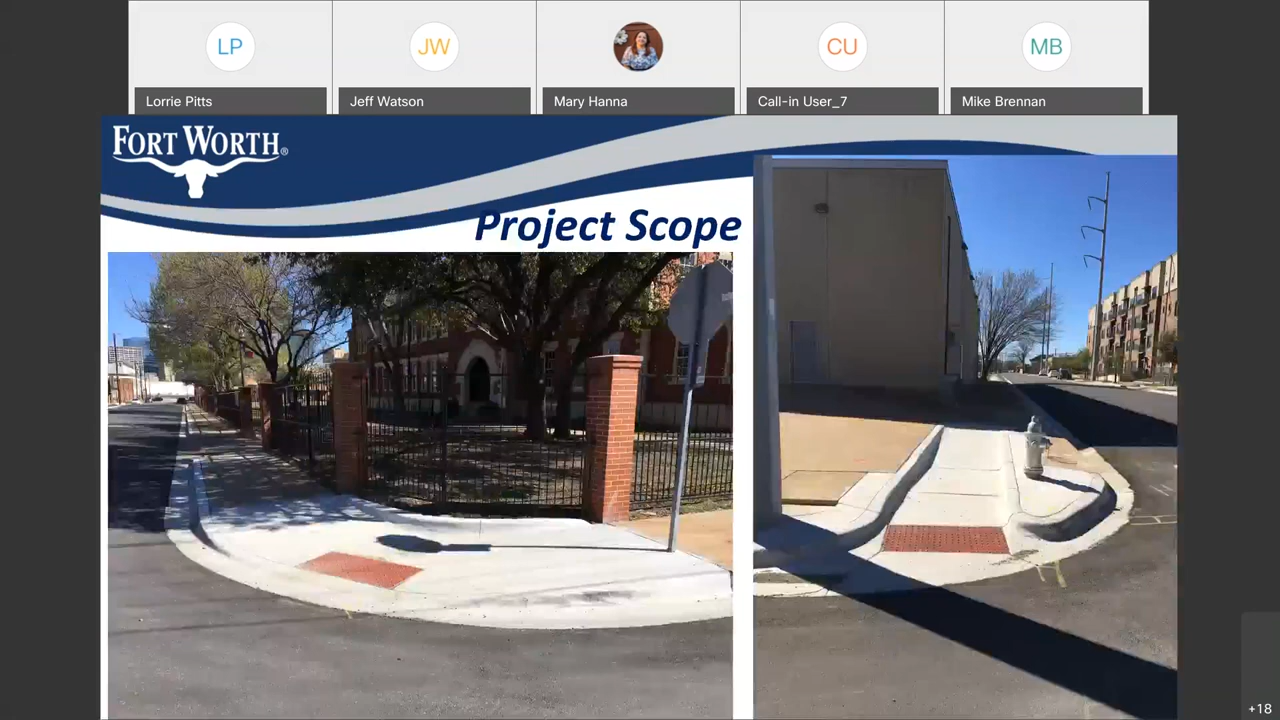 LP
JW
CU
MB
Lorrie Pitts
Jeff Watson
Mary Hanna
Call-in User_7
Mike Brennan
FORT WORTH®
Project Scope
+18